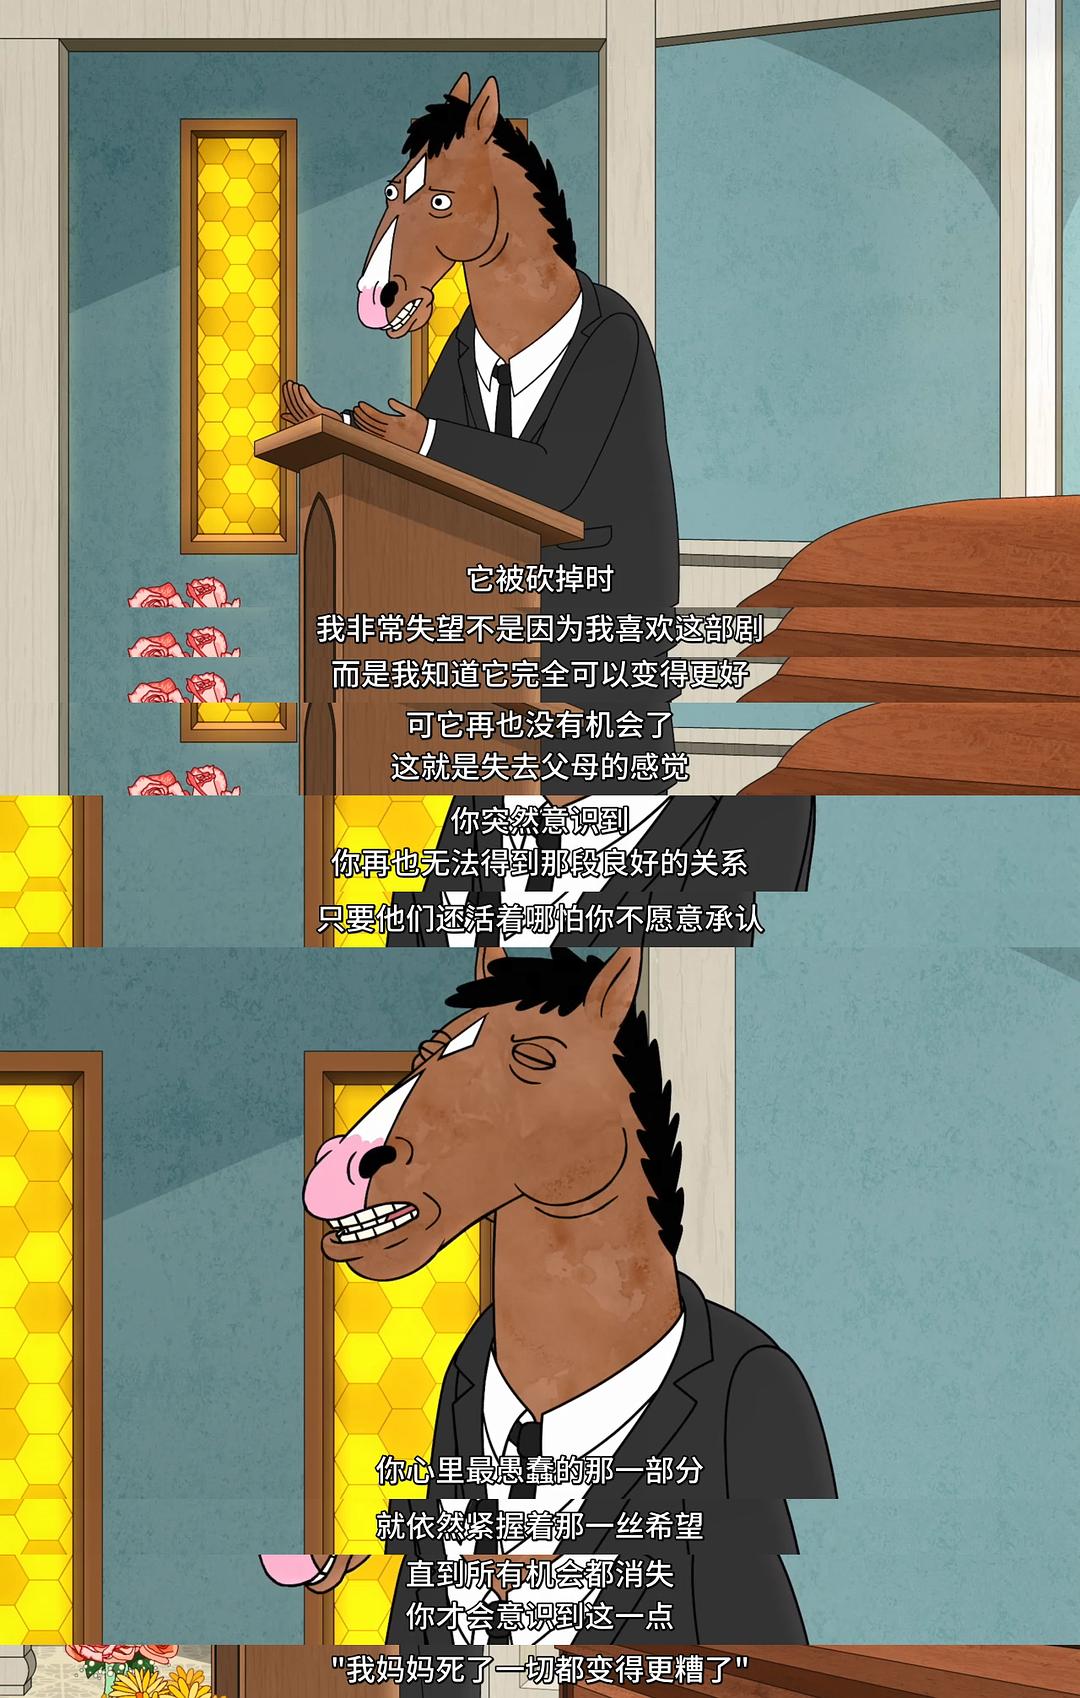 它被砍掉时
我非常失望不是因为我喜欢这部剧
而是我知道它完全可以变得更好
可它再也没有机会了
这就是失去父母的感觉
你突然意识到
你再也无法得到那段良好的关系
只要他们还活着哪怕你不愿意承认
你心里最愚蠢的那一部分
就依然紧握着那一丝希望
直到所有机会都消失
你才会意识到这一点
"我妈妈死了一切都变得更糟了"